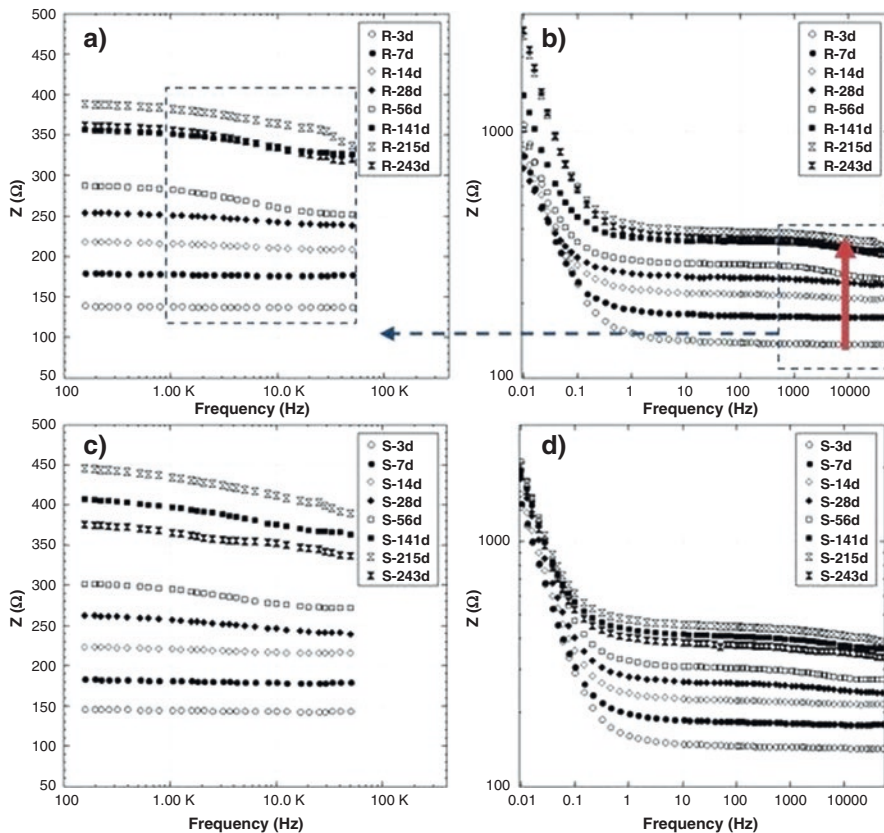 a)
500
450
400
350
300
250
200
150
100
50
Z (Ω)
100
1.00 K
10.0 K
100 K
Frequency (Hz)
R-3d
R-7d
R-14d
R-28d
R-56d
R-141d
R-215d
R-243d
b)
1000
100
Z (Ω)
0.01
0.1
1
10
100
1000
10000
Frequency (Hz)
R-3d
R-7d
R-14d
R-28d
R-56d
R-141d
R-215d
R-243d
c)
500
450
400
350
300
250
200
150
100
50
Z (Ω)
100
1.00 K
10.0 K
100 K
Frequency (Hz)
S-3d
S-7d
S-14d
S-28d
S-56d
S-141d
S-215d
S-243d
d)
1000
100
Z (Ω)
0.01
0.1
1
10
100
1000
10000
Frequency (Hz)
S-3d
S-7d
S-14d
S-28d
S-56d
S-141d
S-215d
S-243d